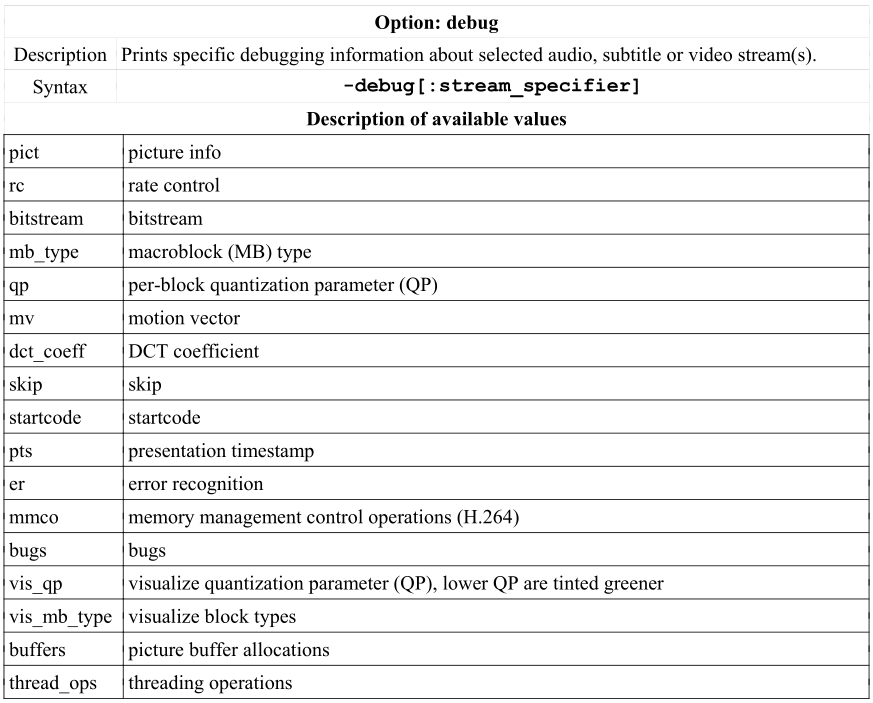 Option: debug
Description Prints specific debugging information about selected audio, subtitle or video stream(s).
Syntax -debug[:stream_specifier]
Description of available values
pict picture info
rc rate control
bitstream bitstream
mb_type macroblock (MB) type
qp per-block quantization parameter (QP)
mv motion vector
dct_coeff DCT coefficient
skip skip
startcode startcode
pts presentation timestamp
er error recognition
mmco memory management control operations (H.264)
bugs bugs
vis_qp visualize quantization parameter (QP), lower QP are tinted greener
vis_mb_type visualize block types
buffers picture buffer allocations
thread_ops threading operations